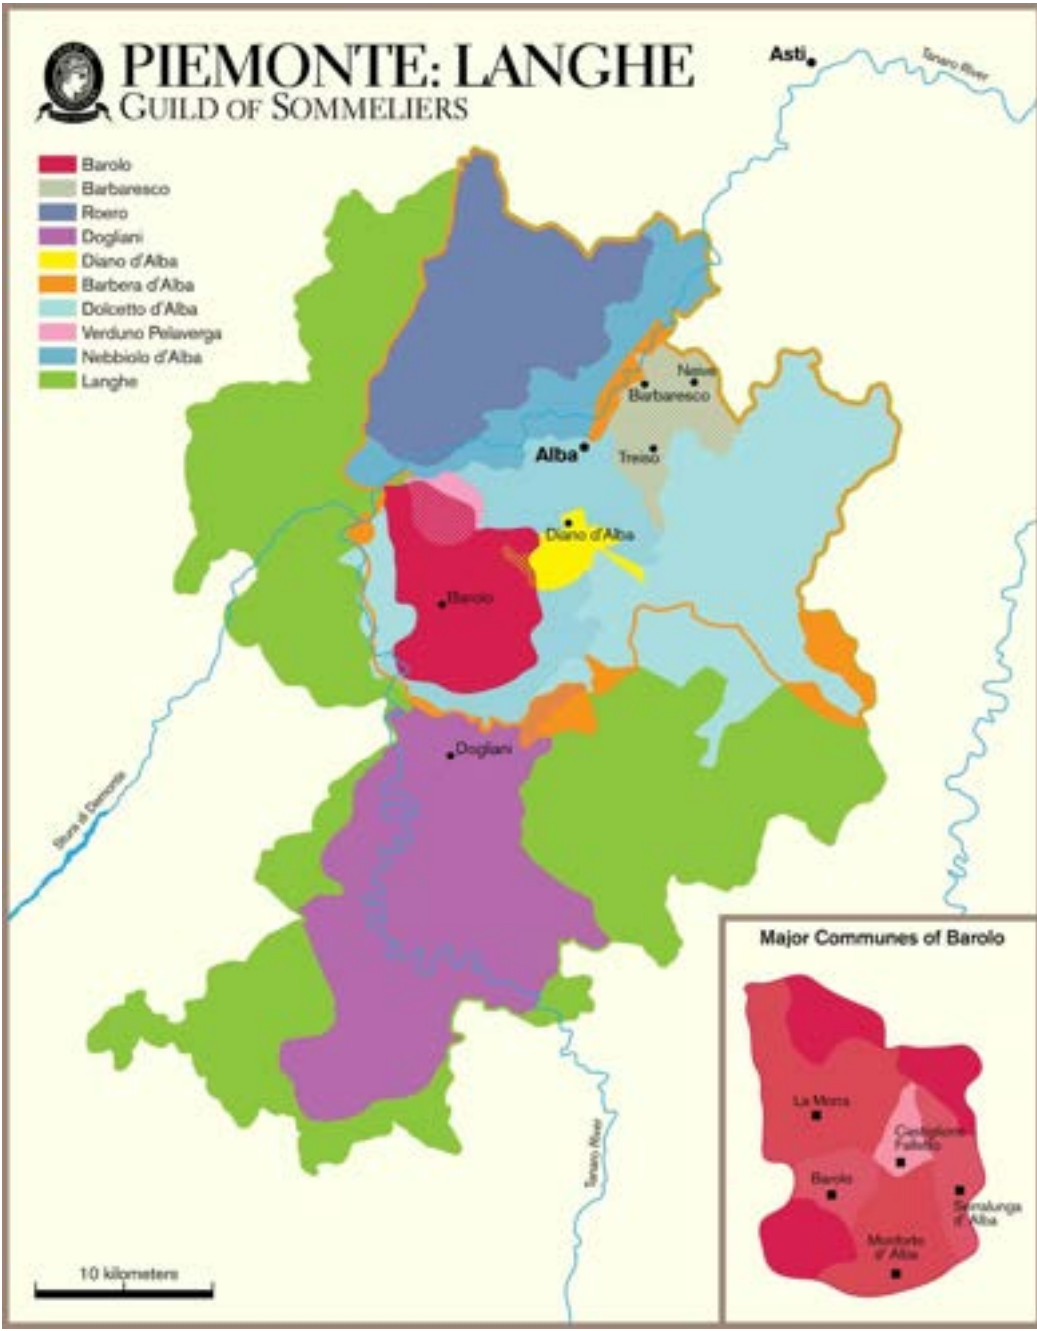 PIEMONTE: LANGHE
GUILD OF SOMMELIERS
Barolo
Barbaresco
Roero
Dogliani
Diano d'Alba
Barbera d'Alba
Dolcetto d'Alba
Verduno Pelaverga
Nebbiolo d'Alba
Langhe
Asti
Tanaro River
Neive
Barbaresco
Alba
Treiso
Diano d'Alba
Barolo
Dogliani
Stura di Demonte
Tanaro River
10 kilometers
Major Communes of Barolo
La Morra
Castiglione
Falletto
Barolo
Serralunga
d' Alba
Monforte
d' Alba